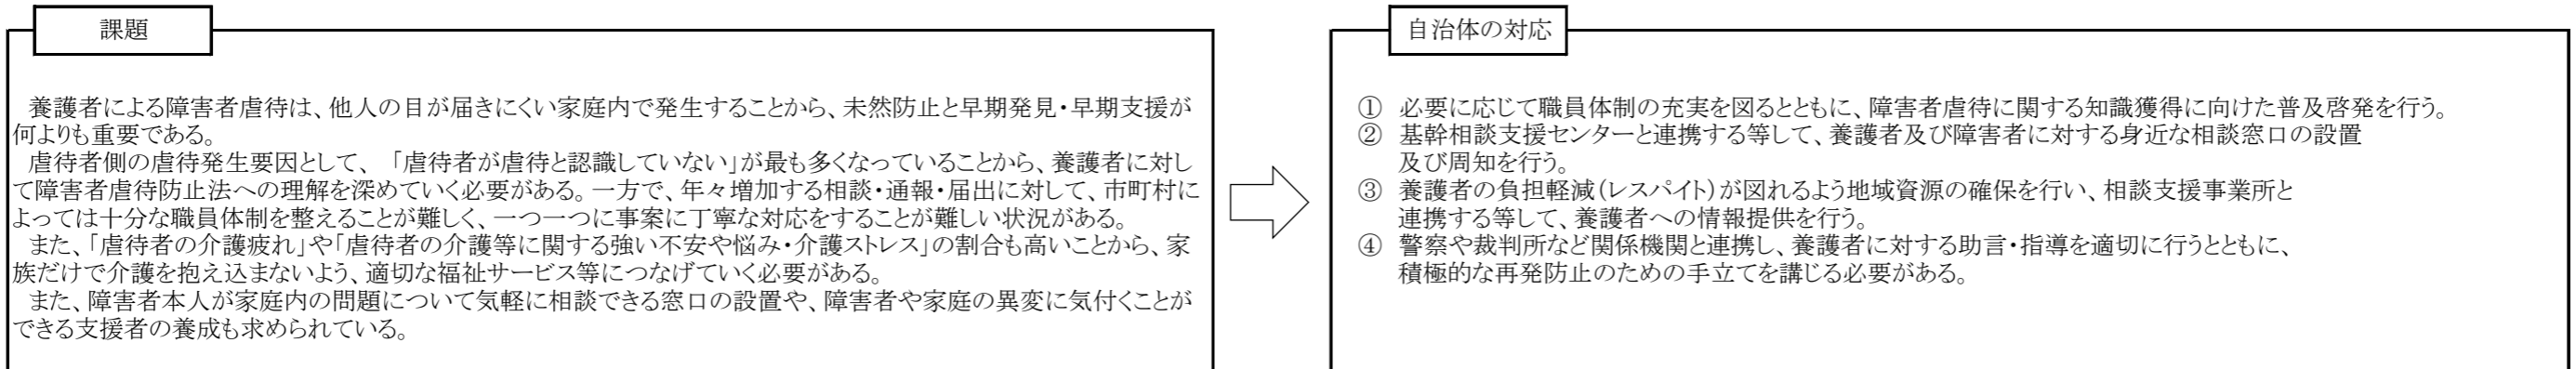 課題
養護者による障害者虐待は、他人の目が届きにくい家庭内で発生することから、未然防止と早期発見・早期支援が
何よりも重要である。
虐待者側の虐待発生要因として、 「虐待者が虐待と認識していない」が最も多くなっていることから、養護者に対し
て障害者虐待防止法への理解を深めていく必要がある。一方で、年々増加する相談・通報・届出に対して、市町村に
よっては十分な職員体制を整えることが難しく、一つ一つに事案に丁寧な対応をすることが難しい状況がある。
また、「虐待者の介護疲れ」や「虐待者の介護等に関する強い不安や悩み・介護ストレス」の割合も高いことから、家
族だけで介護を抱え込まないよう、適切な福祉サービス等につなげていく必要がある。
また、障害者本人が家庭内の問題について気軽に相談できる窓口の設置や、障害者や家庭の異変に気付くことが
できる支援者の養成も求められている。
自治体の対応
① 必要に応じて職員体制の充実を図るとともに、障害者虐待に関する知識獲得に向けた普及啓発を行う。
② 基幹相談支援センターと連携する等して、養護者及び障害者に対する身近な相談窓口の設置
及び周知を行う。
③ 養護者の負担軽減(レスパイト)が図れるよう地域資源の確保を行い、相談支援事業所と
連携する等して、養護者への情報提供を行う。
④ 警察や裁判所など関係機関と連携し、養護者に対する助言・指導を適切に行うとともに、
積極的な再発防止のための手立てを講じる必要がある。